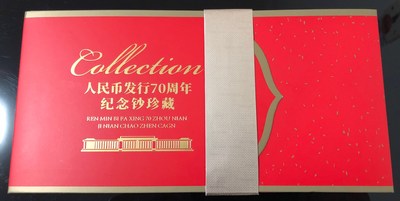 Collection
人民币发行70周年
纪念钞珍藏
REN MIN BI FA XING 70 ZHOU NIAN
JI NIAN CHAO ZHEN CAGN